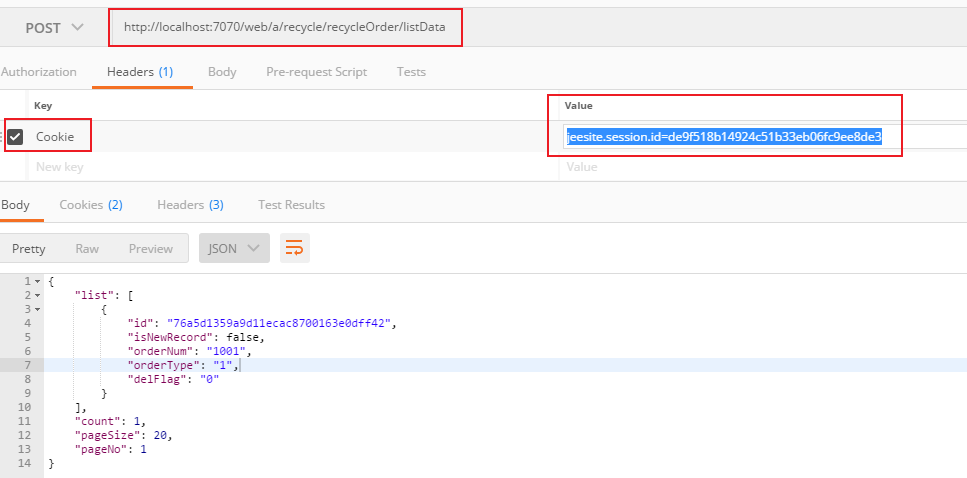 POST http://localhost:7070/web/a/recycle/recycleOrder/listData
Authorization Headers (1) Body Pre-request Script Tests
Key Value
Cookie jeesite.session.id=de9f518b14924c51b33eb06fc9ee8de3
New key Value
Body Cookies (2) Headers (3) Test Results
Pretty Raw Preview JSON
1 {
2 "list": [
3 {
4 "id": "76a5d1359a9d11ecac8700163e0dff42",
5 "isNewRecord": false,
6 "orderNum": "1001",
7 "orderType": "1",
8 "delFlag": "0"
9 }
10 ],
11 "count": 1,
12 "pageSize": 20,
13 "pageNo": 1
14 }